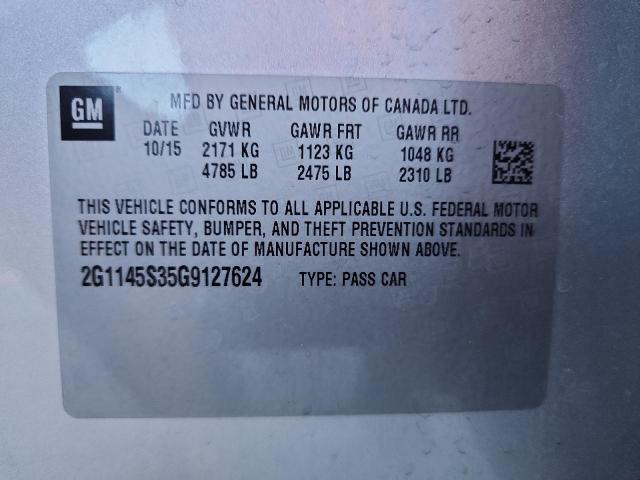 GM
MFD BY GENERAL MOTORS OF CANADA LTD.
DATE GVWR GAWR FRT GAWR RR
10/15 2171 KG 1123 KG 1048 KG
4785 LB 2475 LB 2310 LB
THIS VEHICLE CONFORMS TO ALL APPLICABLE U.S. FEDERAL MOTOR
VEHICLE SAFETY, BUMPER, AND THEFT PREVENTION STANDARDS IN
EFFECT ON THE DATE OF MANUFACTURE SHOWN ABOVE.
2G1145S35G9127624 TYPE: PASS CAR